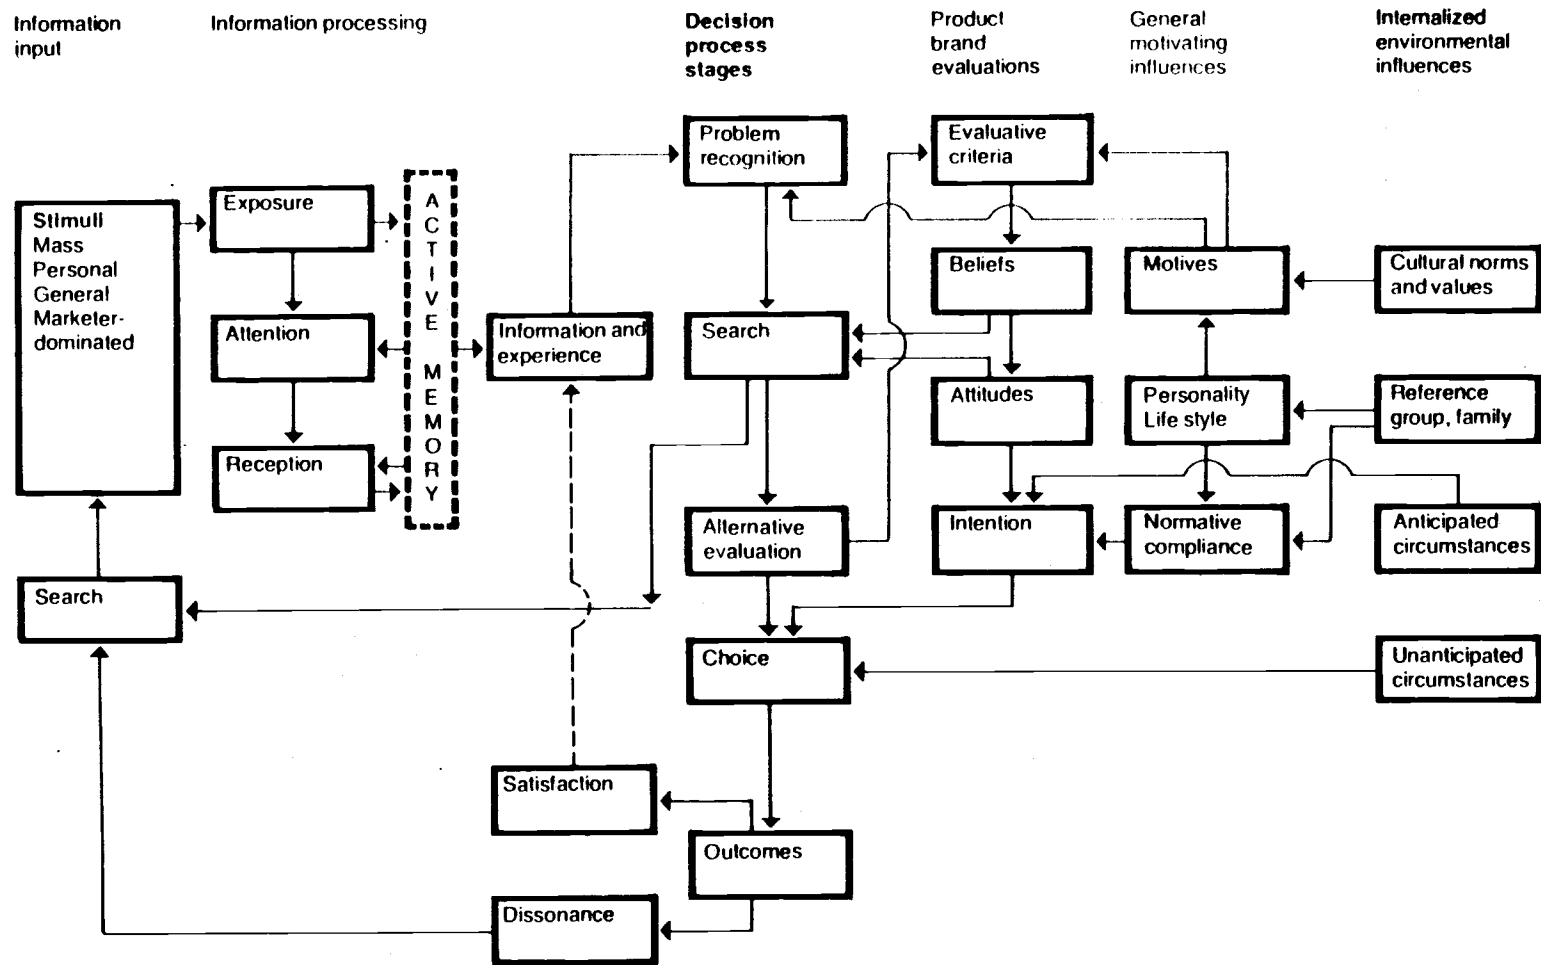 Information
input
Information processing
Decision
process
stages
Product
brand
evaluations
General
motivating
influences
Internalized
environmental
influences
Stimuli
Mass
Personal
General
Marketer-
dominated
Search
Exposure
Attention
Reception
ACTIVE MEMORY
Information and
experience
Satisfaction
Dissonance
Problem
recognition
Search
Alternative
evaluation
Choice
Outcomes
Evaluative
criteria
Beliefs
Attitudes
Intention
Motives
Personality
Life style
Normative
compliance
Cultural norms
and values
Reference
group, family
Anticipated
circumstances
Unanticipated
circumstances